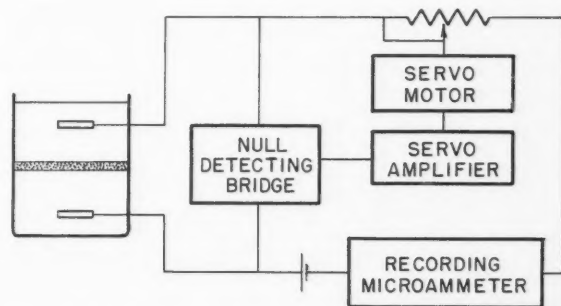 SERVO
MOTOR
NULL
DETECTING
BRIDGE
SERVO
AMPLIFIER
RECORDING
MICROAMMETER